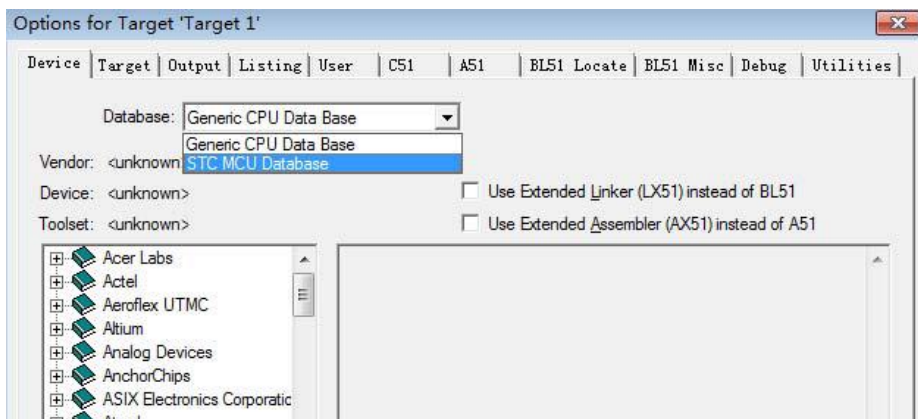 Options for Target 'Target 1'
Device Target Output Listing User C51 A51 BL51 Locate BL51 Misc Debug Utilities
Database: Generic CPU Data Base
Generic CPU Data Base
Vendor: <unknown STC MCU Database
Device: <unknown> Use Extended Linker (LX51) instead of BL51
Toolset: <unknown> Use Extended Assembler (AX51) instead of A51
Acer Labs
Actel
Aeroflex UTMC
Altium
Analog Devices
AnchorChips
ASIX Electronics Corporatic